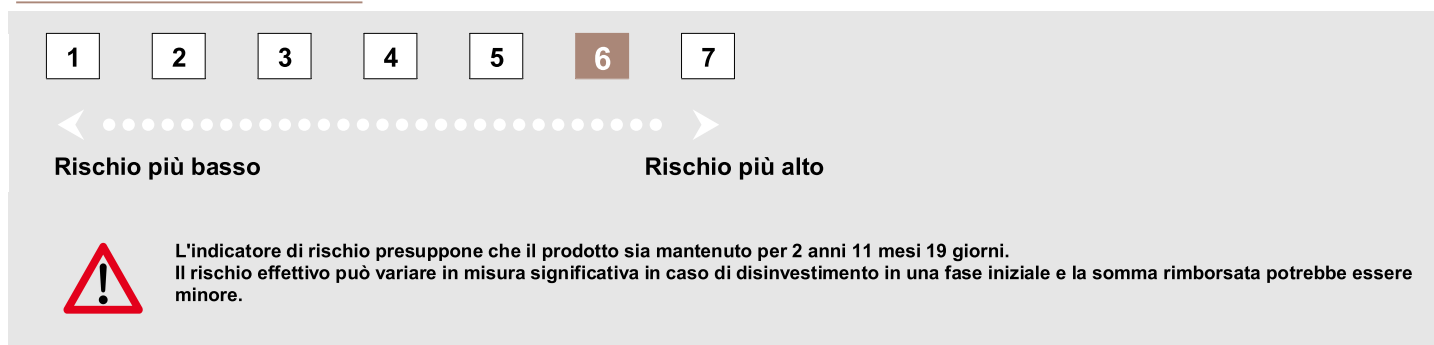 1 2 3 4 5 6 7
Rischio più basso Rischio più alto
L'indicatore di rischio presuppone che il prodotto sia mantenuto per 2 anni 11 mesi 19 giorni.
Il rischio effettivo può variare in misura significativa in caso di disinvestimento in una fase iniziale e la somma rimborsata potrebbe essere
minore.